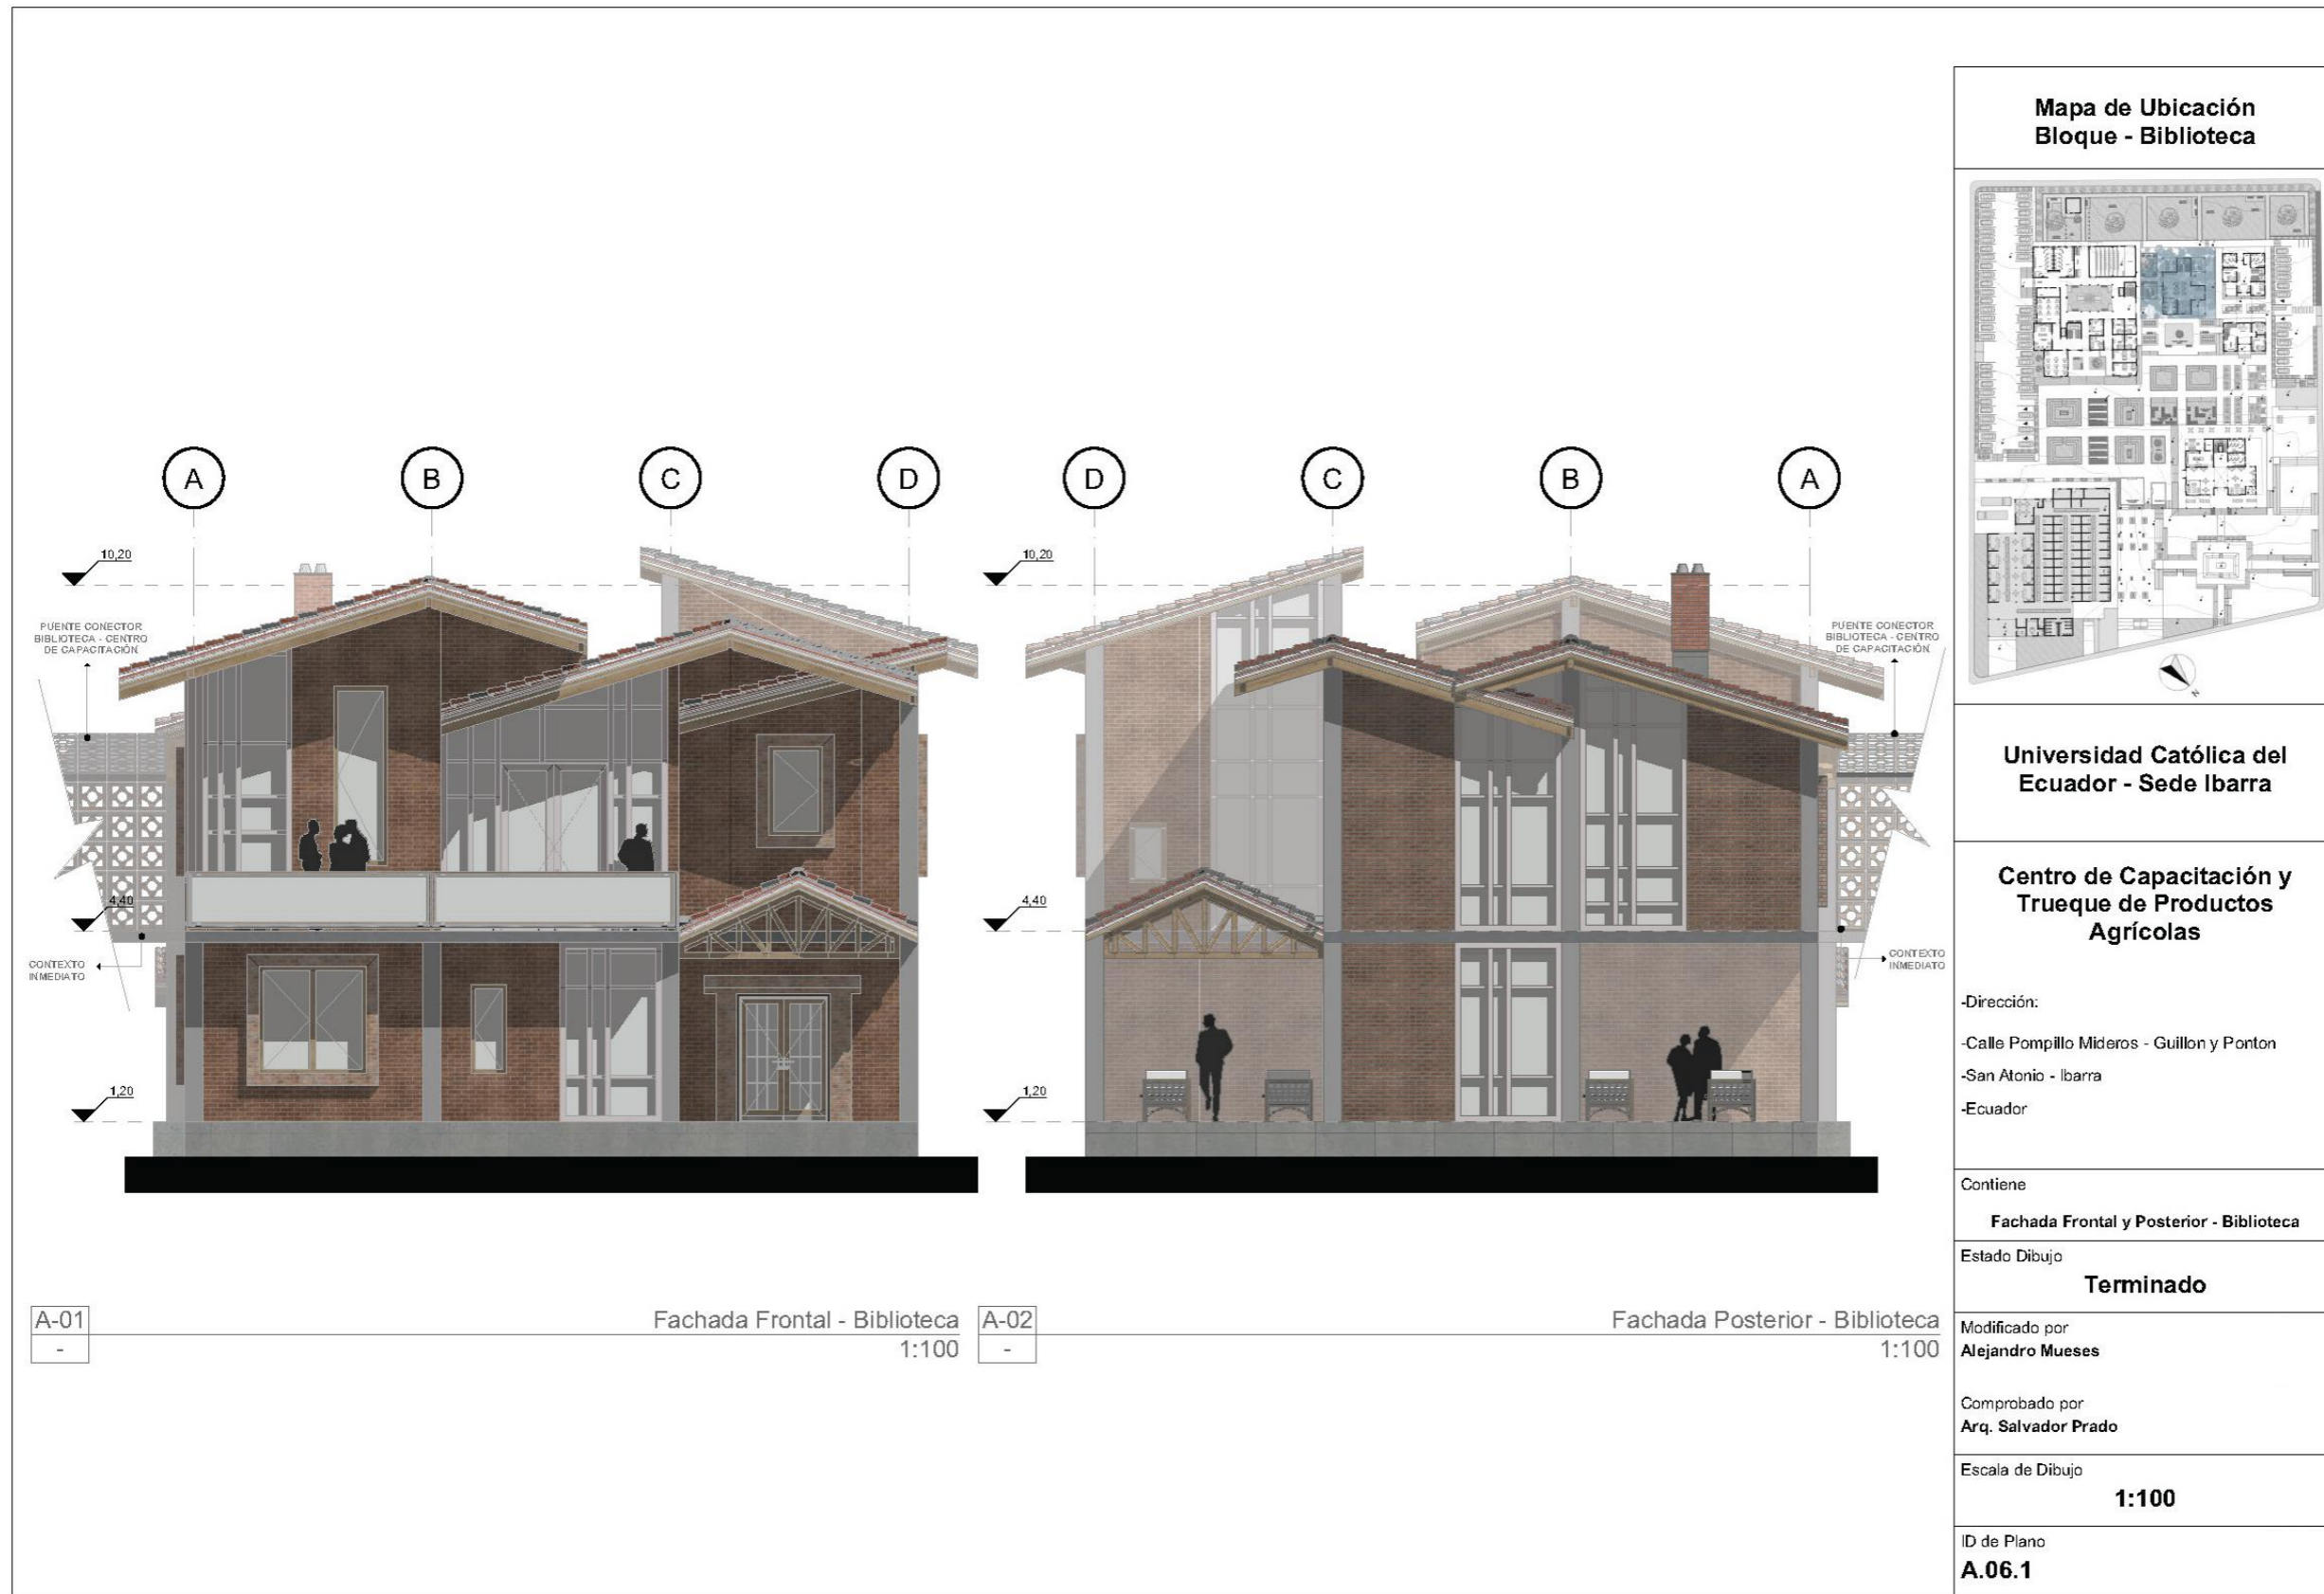 A
B
C
D
10,20
PUENTE CONECTOR
BIBLIOTECA - CENTRO
DE CAPACITACIÓN
4,40
CONTEXTO
INMEDIATO
1,20
D
C
B
A
10,20
PUENTE CONECTOR
BIBLIOTECA - CENTRO
DE CAPACITACIÓN
4,40
CONTEXTO
INMEDIATO
1,20
A-01
-
Fachada Frontal - Biblioteca
1:100
A-02
-
Fachada Posterior - Biblioteca
1:100
Mapa de Ubicación
Bloque - Biblioteca
N
Universidad Católica del
Ecuador - Sede Ibarra
Centro de Capacitación y
Trueque de Productos
Agrícolas
-Dirección:
-Calle Pompillo Mideros - Guillon y Ponton
-San Atonio - Ibarra
-Ecuador
Contiene
Fachada Frontal y Posterior - Biblioteca
Estado Dibujo
Terminado
Modificado por
Alejandro Mueses
Comprobado por
Arq. Salvador Prado
Escala de Dibujo
1:100
ID de Plano
A.06.1